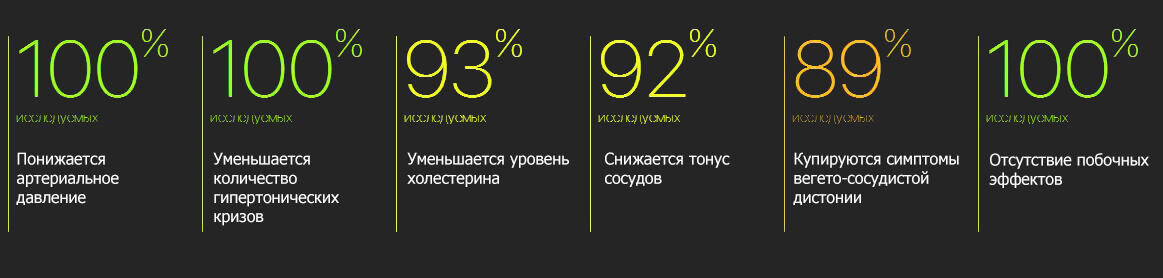 100%
исследуемых
Понижается
артериальное
давление
100%
исследуемых
Уменьшается
количество
гипертонических
кризов
93%
исследуемых
Уменьшается уровень
холестерина
92%
исследуемых
Снижается тонус
сосудов
89%
исследуемых
Купируются симптомы
вегето-сосудистой
дистонии
100%
исследуемых
Отсутствие побочных
эффектов